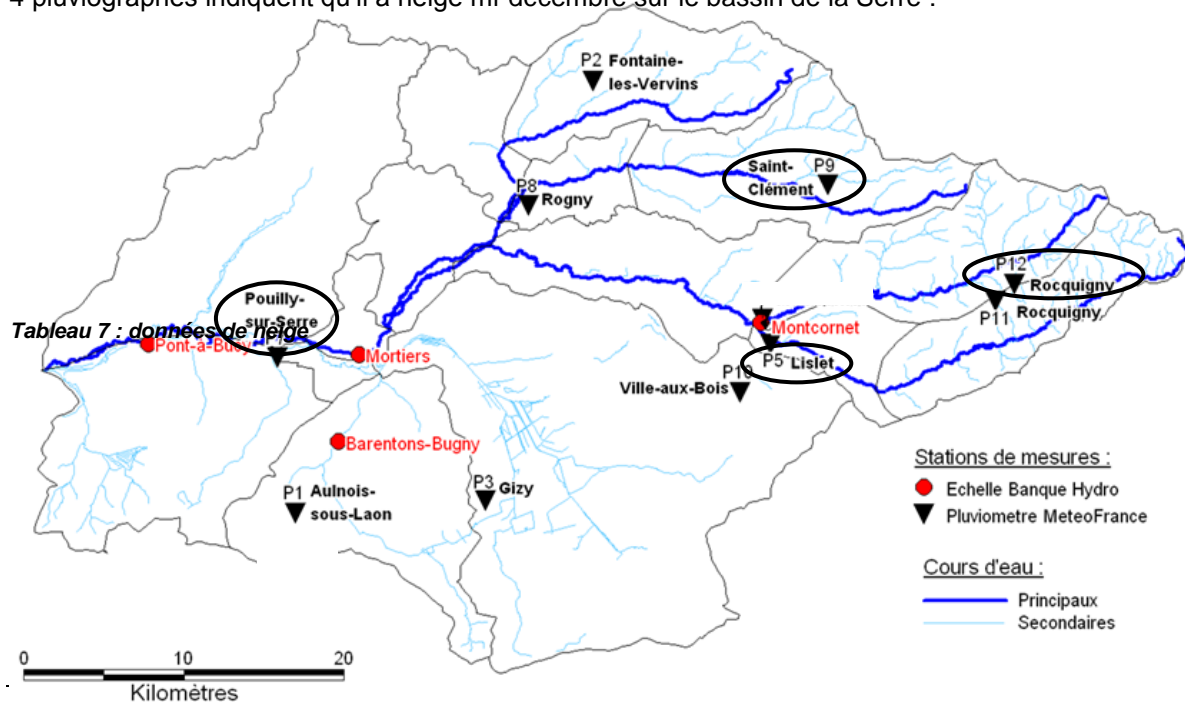 4 pluviographes indiquent qu'il a neigé mi-décembre sur le bassin de la Serre :
P2 Fontaine-
les-Vervins
Saint-
Clément
P9
P8
Rogny
P12
Rocquigny
P11
Rocquigny
Pouilly-
sur-Serre
Tableau 7 : données de neige
Pont-à-Bucy
Mortiers
Montcornet
P5 Lislet
P10
Ville-aux-Bois
Barentons-Bugny
P1 Aulnois-
sous-Laon
P3 Gizy
Stations de mesures :
Echelle Banque Hydro
Pluviometre MeteoFrance
Cours d'eau :
Principaux
Secondaires
0 10 20
Kilomètres